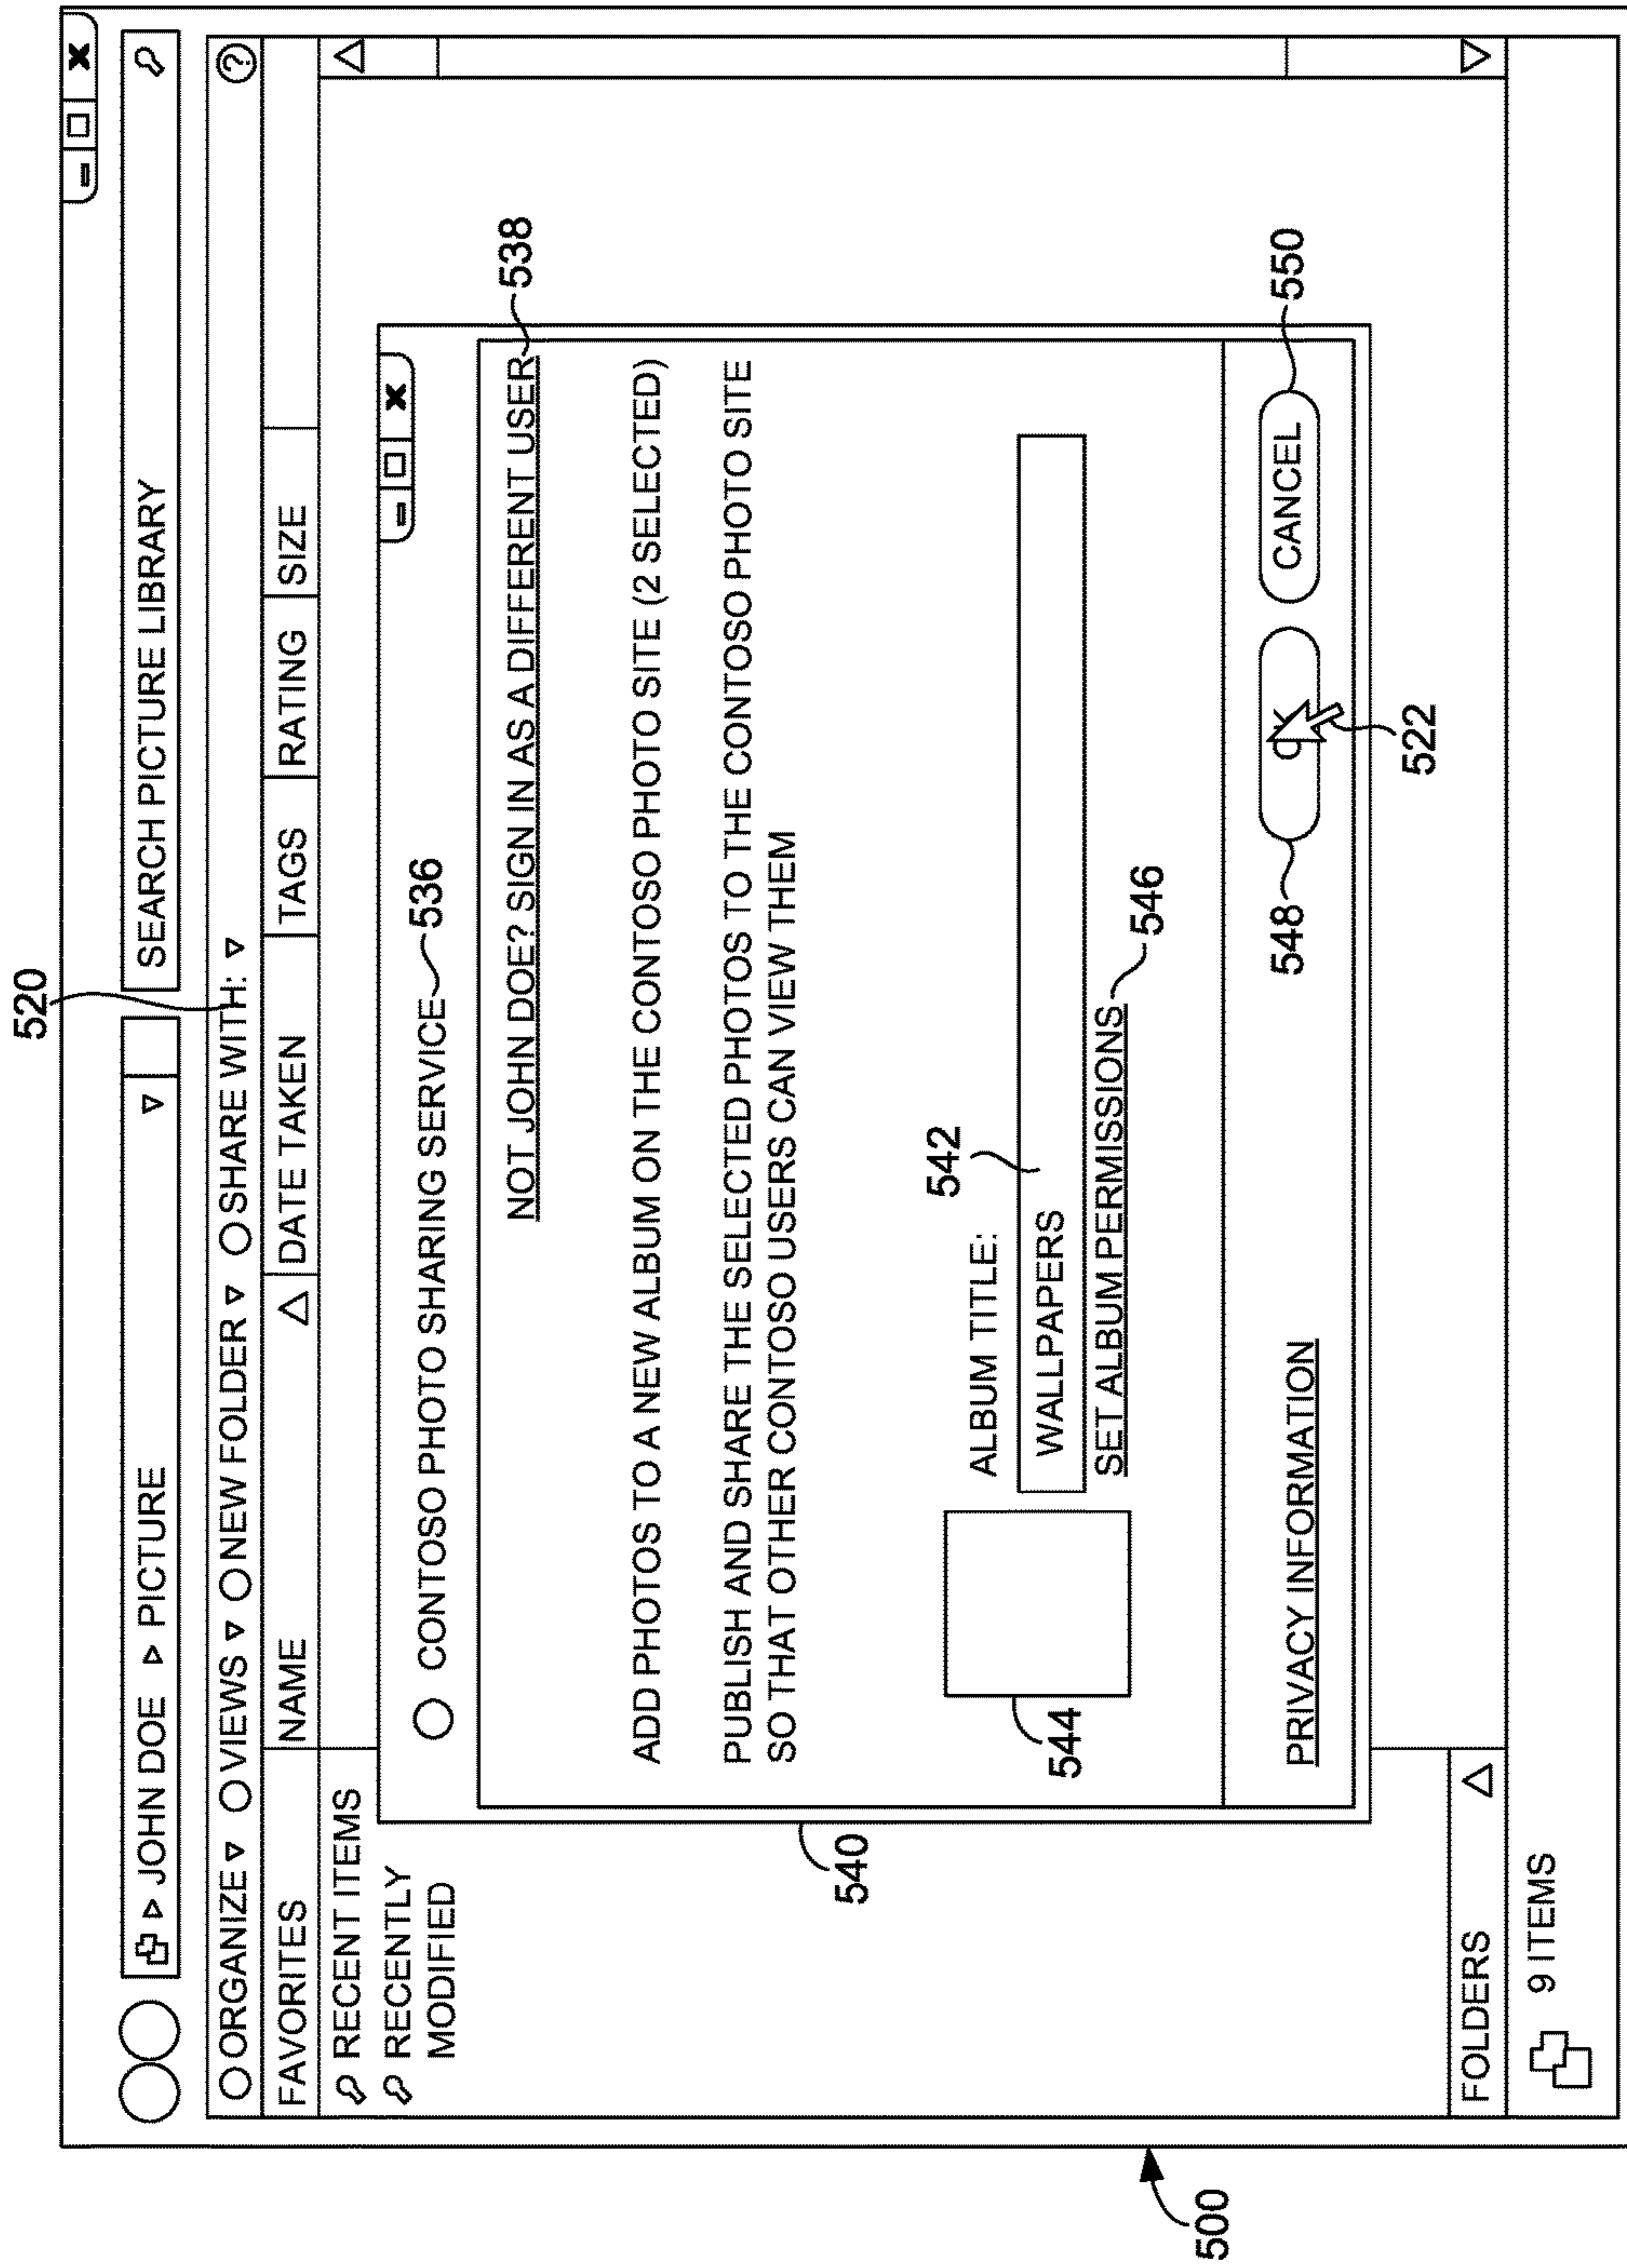 520
JOHN DOE PICTURE
SEARCH PICTURE LIBRARY
ORGANIZE VIEWS NEW FOLDER SHARE WITH: ?
FAVORITES NAME DATE TAKEN TAGS RATING SIZE
RECENT ITEMS
RECENTLY
MODIFIED
CONTOSO PHOTO SHARING SERVICE 536
NOT JOHN DOE? SIGN IN AS A DIFFERENT USER 538
ADD PHOTOS TO A NEW ALBUM ON THE CONTOSO PHOTO SITE (2 SELECTED)
PUBLISH AND SHARE THE SELECTED PHOTOS TO THE CONTOSO PHOTO SITE
SO THAT OTHER CONTOSO USERS CAN VIEW THEM
540
542
ALBUM TITLE:
WALLPAPERS
544
SET ALBUM PERMISSIONS 546
PRIVACY INFORMATION
548
OK
CANCEL
550
522
FOLDERS
9 ITEMS
500